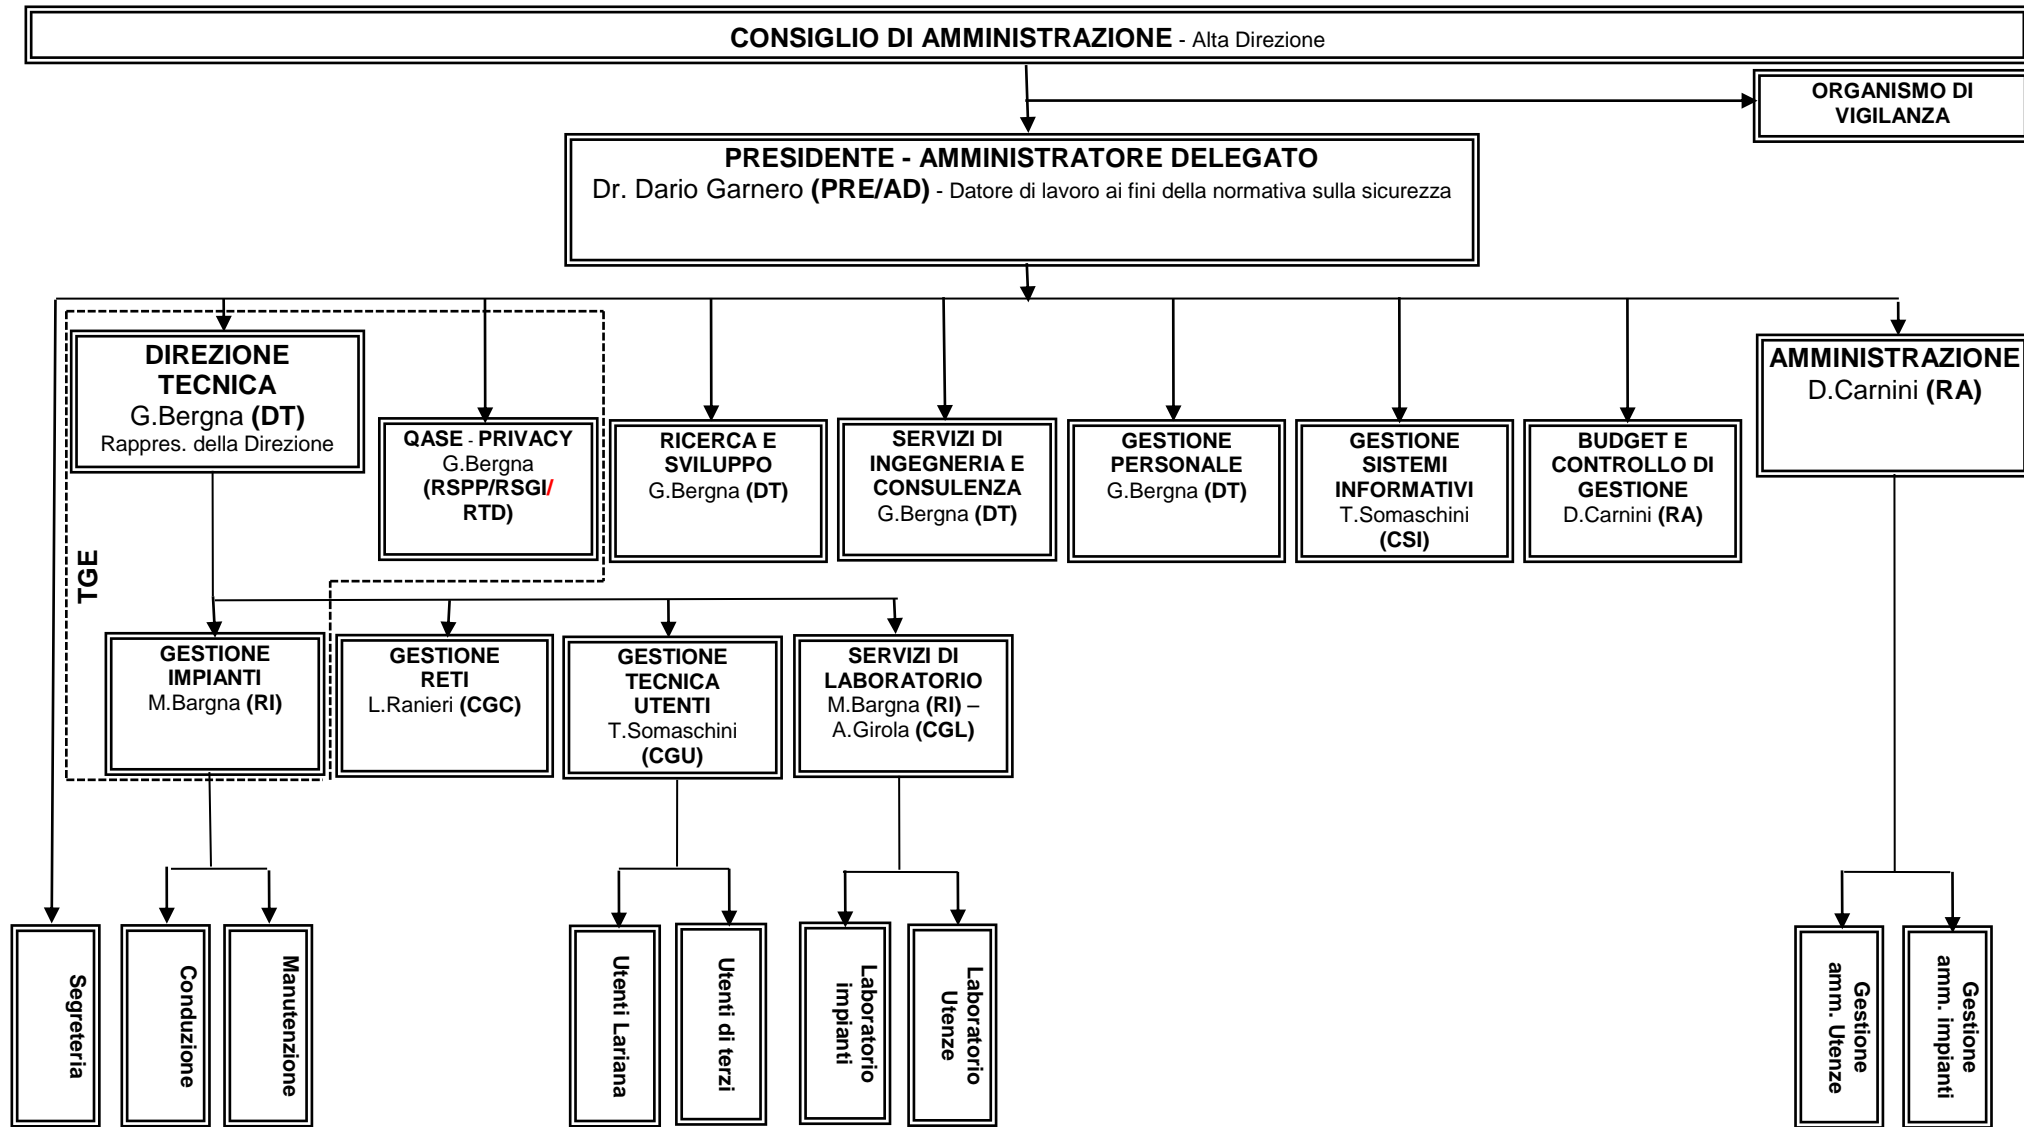 CONSIGLIO DI AMMINISTRAZIONE - Alta Direzione
ORGANISMO DI
VIGILANZA
PRESIDENTE - AMMINISTRATORE DELEGATO
Dr. Dario Garnero (PRE/AD) - Datore di lavoro ai fini della normativa sulla sicurezza
DIREZIONE
TECNICA
G.Bergna (DT)
Rappres. della Direzione
QASE - PRIVACY
G.Bergna
(RSPP/RSGI/
RTD)
RICERCA E
SVILUPPO
G.Bergna (DT)
SERVIZI DI
INGEGNERIA E
CONSULENZA
G.Bergna (DT)
GESTIONE
PERSONALE
G.Bergna (DT)
GESTIONE
SISTEMI
INFORMATIVI
T.Somaschini
(CSI)
BUDGET E
CONTROLLO DI
GESTIONE
D.Carnini (RA)
AMMINISTRAZIONE
D.Carnini (RA)
TGE
GESTIONE
IMPIANTI
M.Bargna (RI)
GESTIONE
RETI
L.Ranieri (CGC)
GESTIONE
TECNICA
UTENTI
T.Somaschini
(CGU)
SERVIZI DI
LABORATORIO
M.Bargna (RI) –
A.Girola (CGL)
Segreteria
Conduzione
Manutenzione
Utenti Lariana
Utenti di terzi
Laboratorio
impianti
Laboratorio
Utenze
Gestione
amm. Utenze
Gestione
amm. impianti